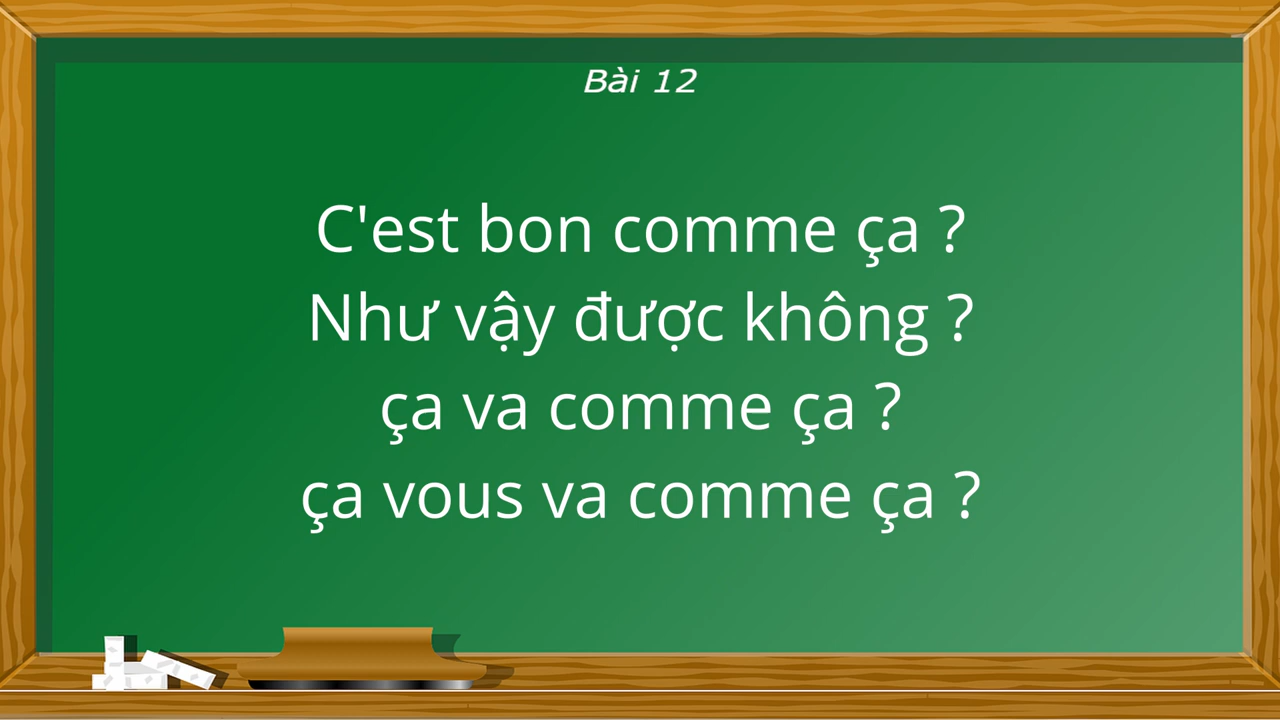 Bài 12
C'est bon comme ça ?
Như vậy được không ?
ça va comme ça ?
ça vous va comme ça ?